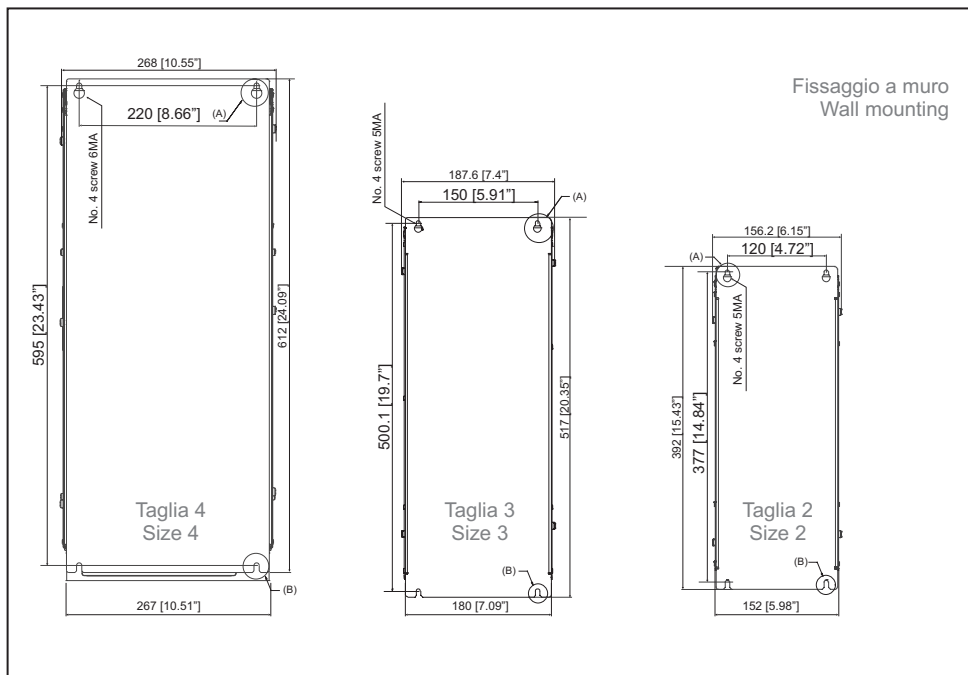 Fissaggio a muro
Wall mounting
268 [10.55”]
220 [8.66”]
(A)
No. 4 screw 6MA
595 [23.43”]
612 [24.09”]
Taglia 4
Size 4
(B)
267 [10.51”]
No. 4 screw 5MA
187.6 [7.4”]
150 [5.91”]
(A)
500.1 [19.7”]
517 [20.35”]
Taglia 3
Size 3
(B)
180 [7.09”]
156.2 [6.15”]
120 [4.72”]
(A)
No. 4 screw 5MA
392 [15.43”]
377 [14.84”]
Taglia 2
Size 2
(B)
152 [5.98”]